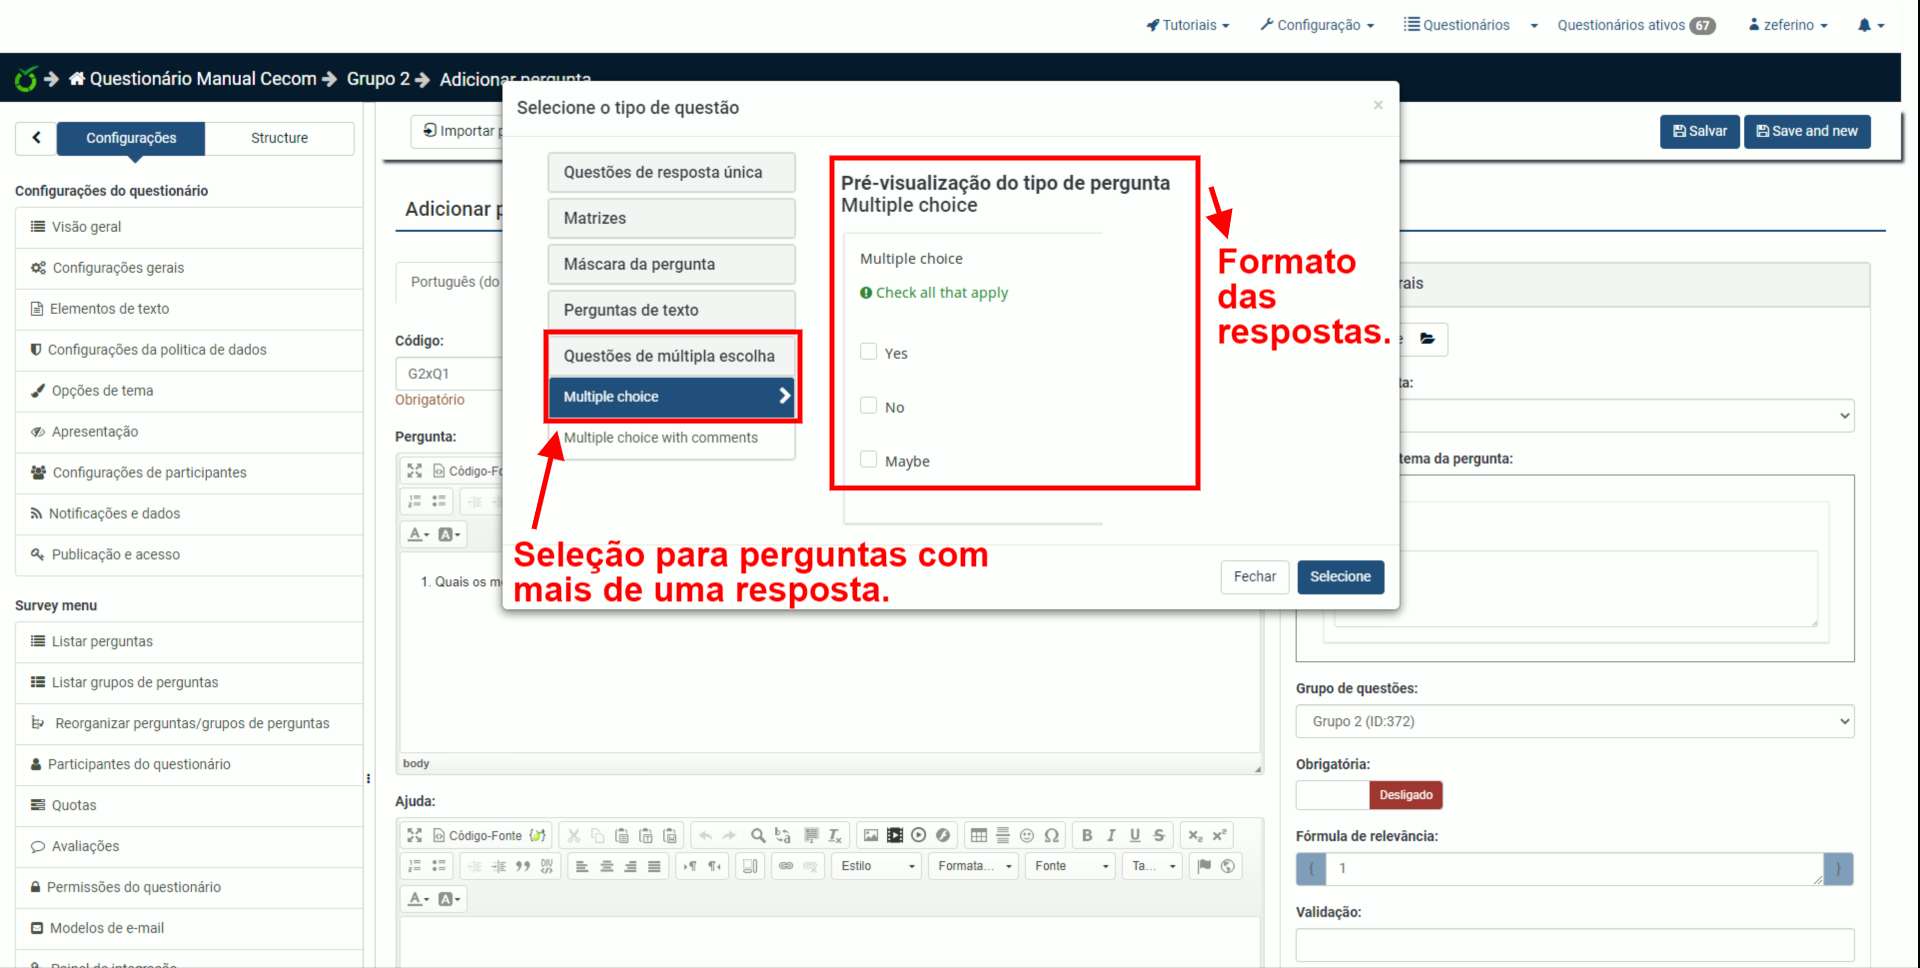 Tutoriais
Configuração
Questionários
Questionários ativos 67
zeferino
Questionário Manual Cecom
Grupo 2
Adicionar pergunta
Configurações
Structure
Importar p
Salvar
Save and new
Configurações do questionário
Visão geral
Configurações gerais
Elementos de texto
Configurações da politica de dados
Opções de tema
Apresentação
Configurações de participantes
Notificações e dados
Publicação e acesso
Survey menu
Listar perguntas
Listar grupos de perguntas
Reorganizar perguntas/grupos de perguntas
Participantes do questionário
Quotas
Avaliações
Permissões do questionário
Modelos de e-mail
Painel de integração
Adicionar p
Português (do
Código:
G2xQ1
Obrigatório
Pergunta:
Código-Fo
1. Quais os m
body
Ajuda:
Código-Fonte
Estilo
Formata...
Fonte
Ta...
Selecione o tipo de questão
×
Questões de resposta única
Matrizes
Máscara da pergunta
Perguntas de texto
Questões de múltipla escolha
Multiple choice
Multiple choice with comments
Pré-visualização do tipo de pergunta
Multiple choice
Multiple choice
Check all that apply
Yes
No
Maybe
Formato
das
respostas.
Seleção para perguntas com
mais de uma resposta.
Fechar
Selecione
rais
ta:
tema da pergunta:
Grupo de questões:
Grupo 2 (ID:372)
Obrigatória:
Desligado
Fórmula de relevância:
{ 1 }
Validação: